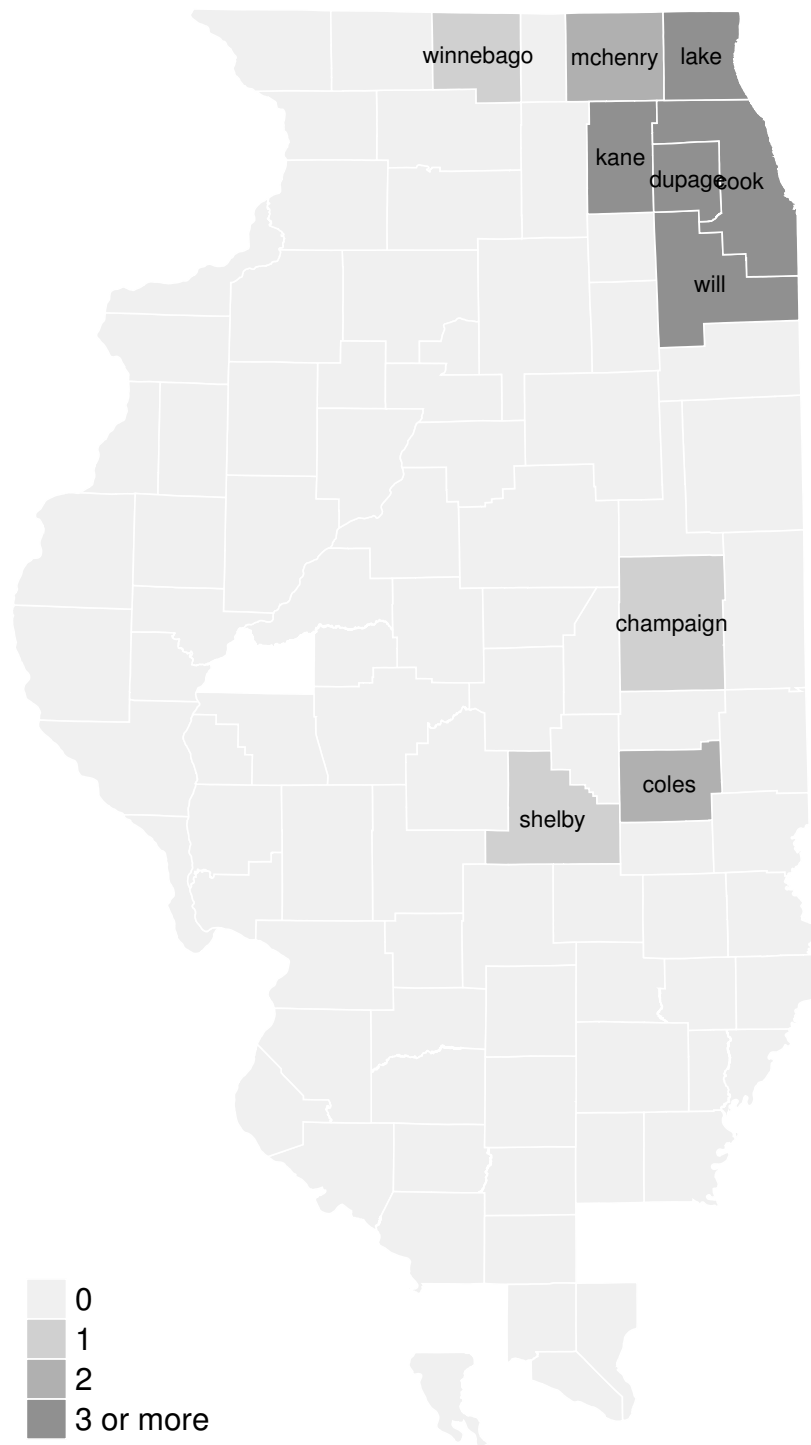 winnebago
mchenry
lake
kane
dupage
cook
will
champaign
coles
shelby
0
1
2
3 or more